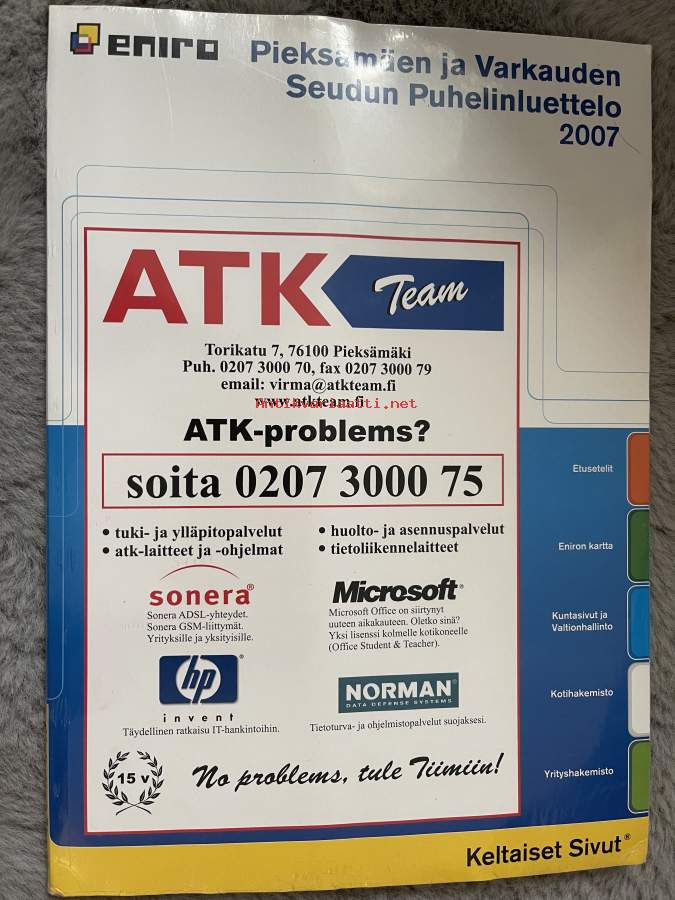 eniro
Pieksämäen ja Varkauden
Seudun Puhelinluettelo
2007
ATK Team
Torikatu 7, 76100 Pieksämäki
Puh. 0207 3000 70, fax 0207 3000 79
email: virma@atkteam.fi
www.atkteam.fi
Antikvariaatti.net
ATK-problems?
soita 0207 3000 75
• tuki- ja ylläpitopalvelut
• atk-laitteet ja -ohjelmat
• huolto- ja asennuspalvelut
• tietoliikennelaitteet
sonera®
Sonera ADSL-yhteydet.
Sonera GSM-liittymät.
Yrityksille ja yksityisille.
Microsoft®
Microsoft Office on siirtynyt
uuteen aikakauteen. Oletko sinä?
Yksi lisenssi kolmelle kotikoneelle
(Office Student & Teacher).
hp®
invent
Täydellinen ratkaisu IT-hankintoihin.
NORMAN®
DATA DEFENSE SYSTEMS
Tietoturva- ja ohjelmistopalvelut suojaksesi.
15 v
No problems, tule Tiimiin!
Etusetelit
Eniron kartta
Kuntasivut ja
Valtionhallinto
Kotihakemisto
Yrityshakemisto
Keltaiset Sivut®